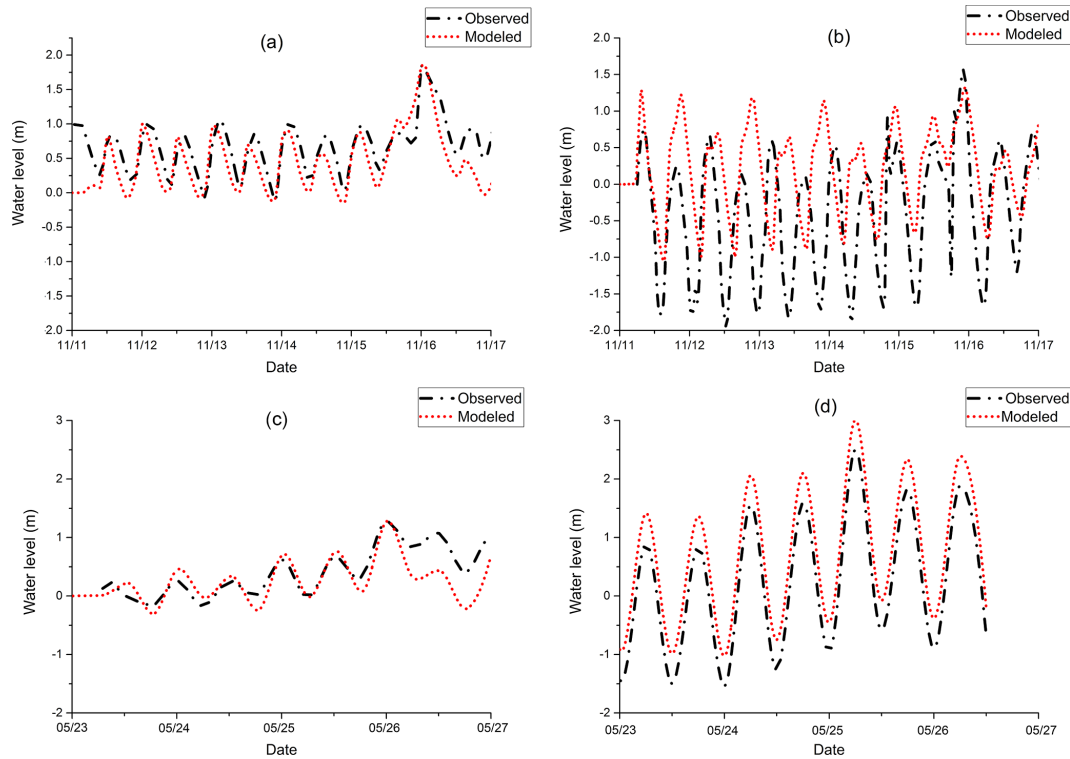 (a)
Observed
Modeled
2.0
1.5
1.0
0.5
0.0
0.5
1.0
1.5
2.0
Water level (m)
11/11
11/12
11/13
11/14
11/15
11/16
11/17
Date
(b)
Observed
Modeled
2.0
1.5
1.0
0.5
0.0
-0.5
-1.0
-1.5
-2.0
Water level (m)
11/11
11/12
11/13
11/14
11/15
11/16
11/17
Date
(c)
Observed
Modeled
3
2
1
0
-1
-2
Water level (m)
05/23
05/24
05/25
05/26
05/27
Date
(d)
Observed
Modeled
3
2
1
0
-1
-2
Water level (m)
05/23
05/24
05/25
05/26
05/27
Date